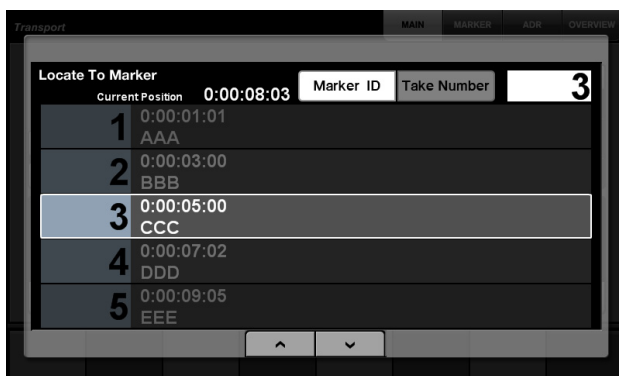 Transport
MAIN MARKER ADR OVERVIEW
Locate To Marker
Current Position 0:00:08:03
Marker ID Take Number 3
1 0:00:01:01
AAA
2 0:00:03:00
BBB
3 0:00:05:00
CCC
4 0:00:07:02
DDD
5 0:00:09:05
EEE